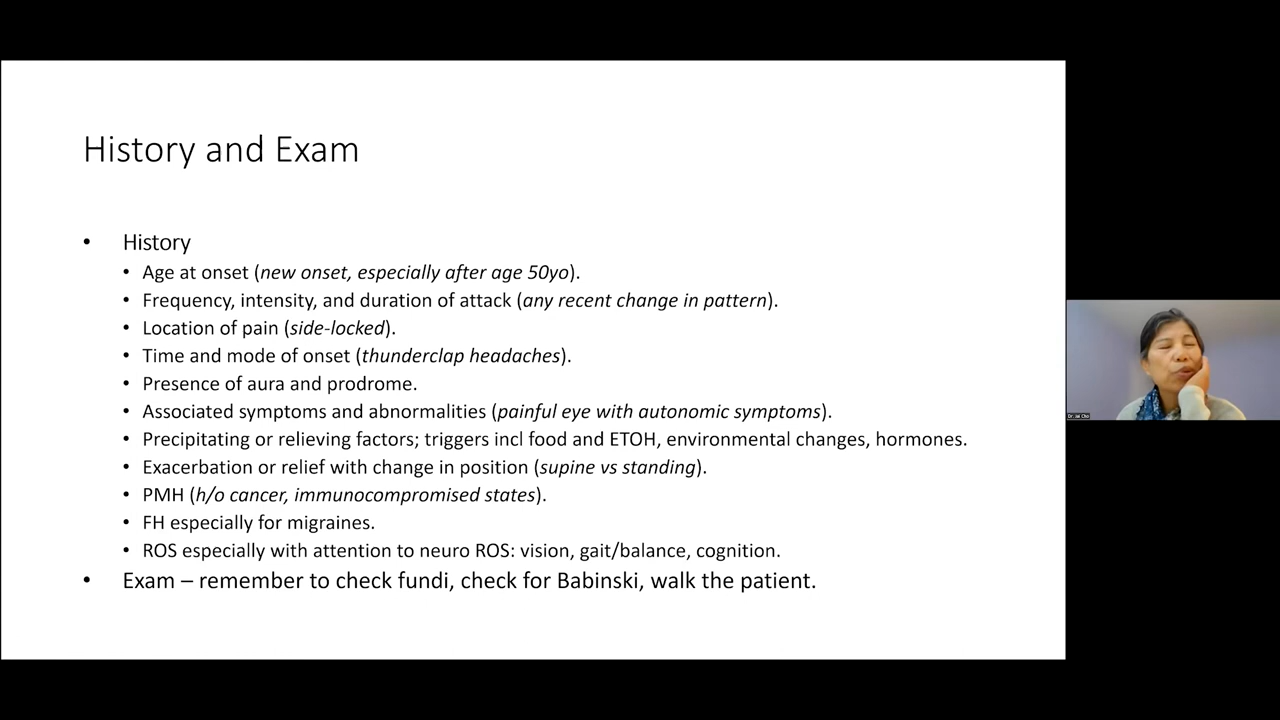 History and Exam
• History
• Age at onset (new onset, especially after age 50yo).
• Frequency, intensity, and duration of attack (any recent change in pattern).
• Location of pain (side-locked).
• Time and mode of onset (thunderclap headaches).
• Presence of aura and prodrome.
• Associated symptoms and abnormalities (painful eye with autonomic symptoms).
• Precipitating or relieving factors; triggers incl food and ETOH, environmental changes, hormones.
• Exacerbation or relief with change in position (supine vs standing).
• PMH (h/o cancer, immunocompromised states).
• FH especially for migraines.
• ROS especially with attention to neuro ROS: vision, gait/balance, cognition.
• Exam – remember to check fundi, check for Babinski, walk the patient.